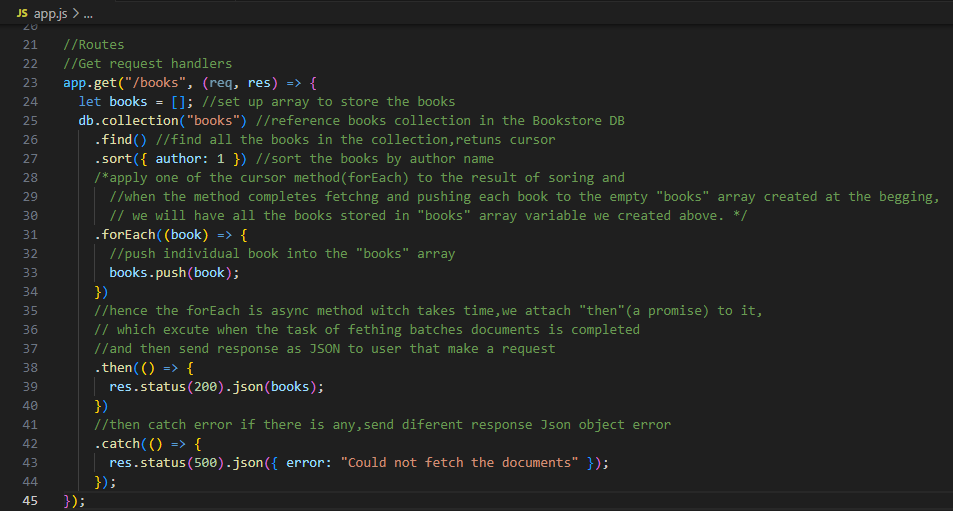 JS app.js > ...
20
21 //Routes
22 //Get request handlers
23 app.get("/books", (req, res) => {
24 let books = []; //set up array to store the books
25 db.collection("books") //reference books collection in the Bookstore DB
26 .find() //find all the books in the collection,retuns cursor
27 .sort({ author: 1 }) //sort the books by author name
28 /*apply one of the cursor method(forEach) to the result of soring and
29 //when the method completes fetchng and pushing each book to the empty "books" array created at the begging,
30 // we will have all the books stored in "books" array variable we created above. */
31 .forEach((book) => {
32 //push individual book into the "books" array
33 books.push(book);
34 })
35 //hence the forEach is async method witch takes time,we attach "then"(a promise) to it,
36 // which excute when the task of fething batches documents is completed
37 //and then send response as JSON to user that make a request
38 .then(() => {
39 res.status(200).json(books);
40 })
41 //then catch error if there is any,send diferent response Json object error
42 .catch(() => {
43 res.status(500).json({ error: "Could not fetch the documents" });
44 });
45 });